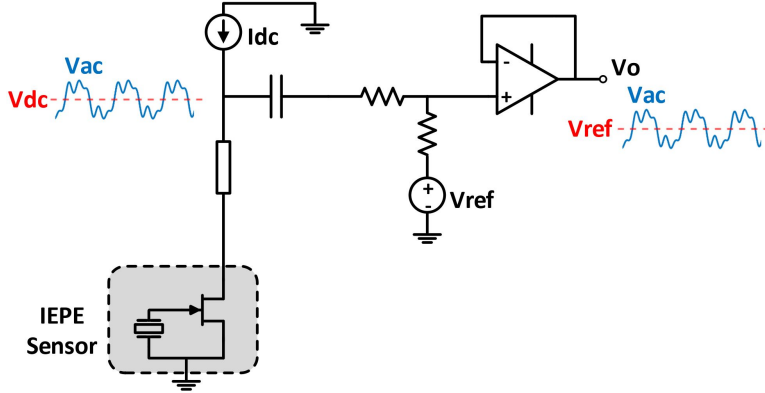 Idc
Vac
Vdc
-
+
Vo
Vac
Vref
+
-
Vref
IEPE
Sensor